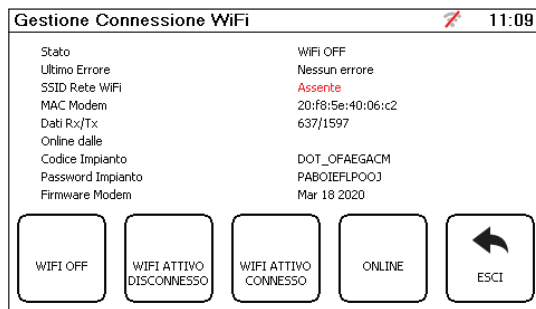 Gestione Connessione WiFi 11:09
Stato WiFi OFF
Ultimo Errore Nessun errore
SSID Rete WiFi Assente
MAC Modem 20:f8:5e:40:06:c2
Dati Rx/Tx 637/1597
Online dalle
Codice Impianto DOT_OFAEGACM
Password Impianto PABOIEFLPOOJ
Firmware Modem Mar 18 2020
WIFI OFF
WIFI ATTIVO
DISCONNESSO
WIFI ATTIVO
CONNESSO
ONLINE
ESCI